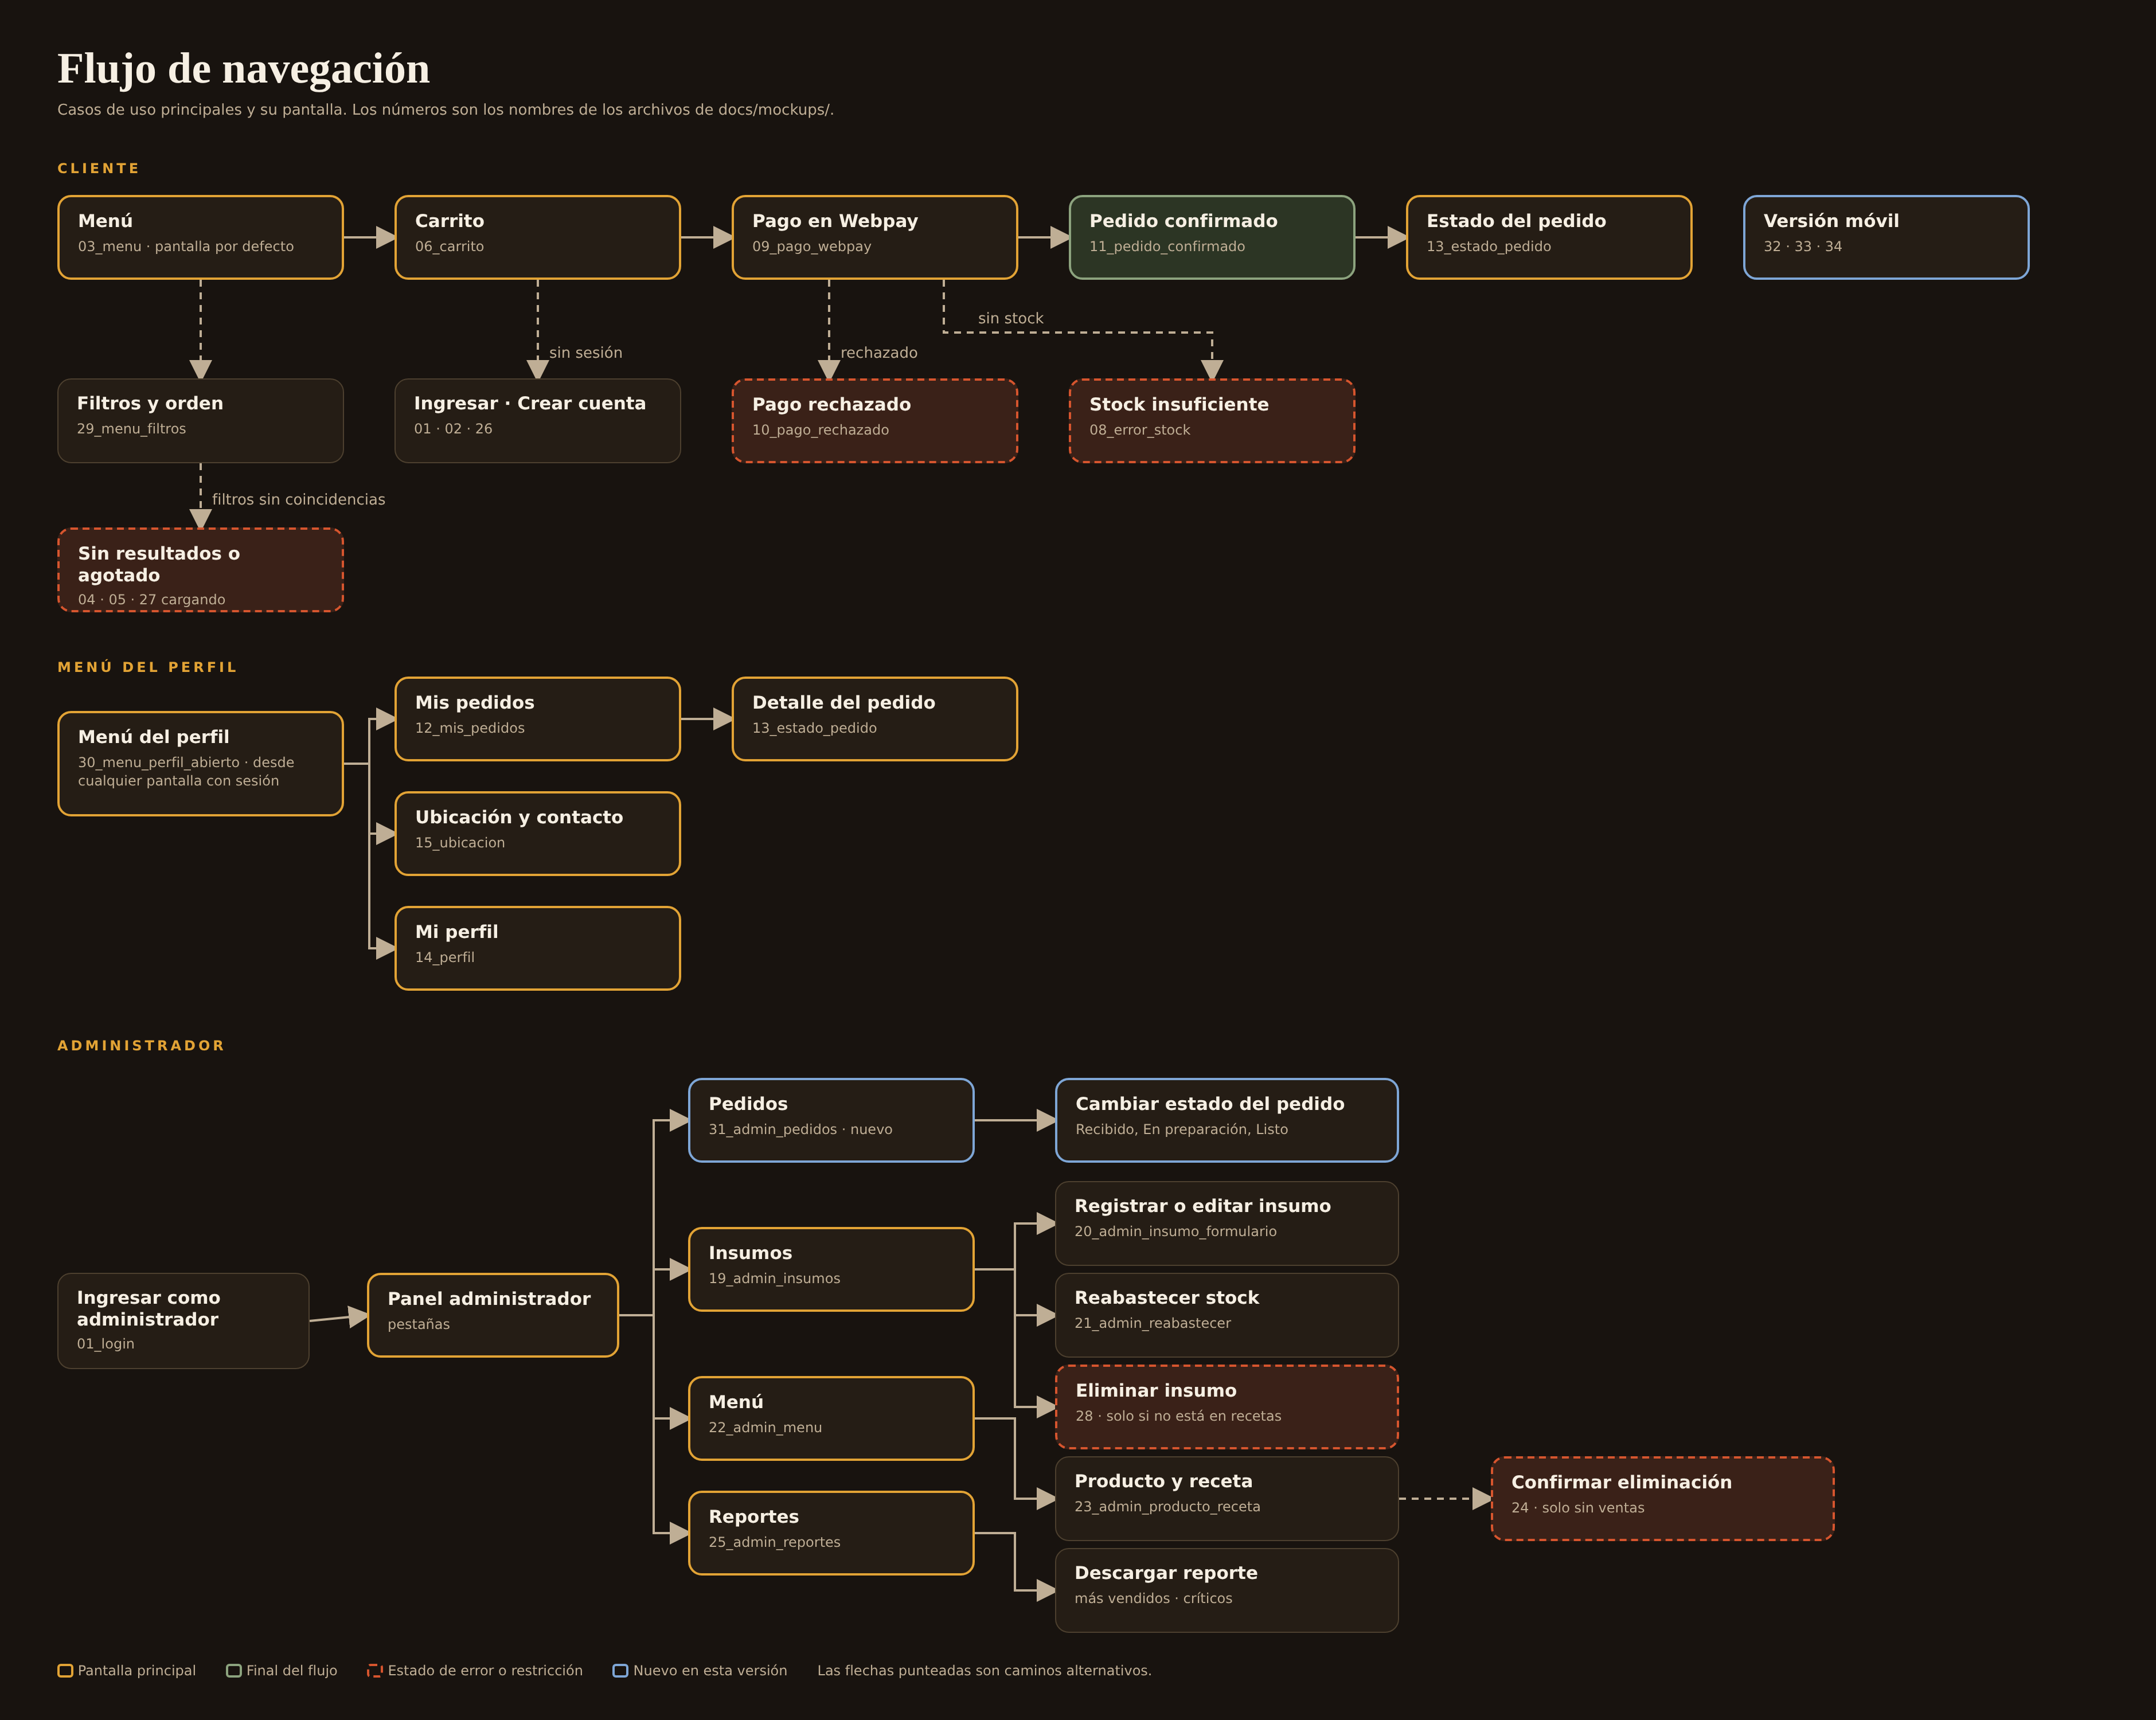 Flujo de navegación
Casos de uso principales y su pantalla. Los números son los nombres de los archivos de docs/mockups/.
CLIENTE
Menú
03_menu · pantalla por defecto
Carrito
06_carrito
Pago en Webpay
09_pago_webpay
Pedido confirmado
11_pedido_confirmado
Estado del pedido
13_estado_pedido
Versión móvil
32 · 33 · 34
sin stock
sin sesión
rechazado
Filtros y orden
29_menu_filtros
Ingresar · Crear cuenta
01 · 02 · 26
Pago rechazado
10_pago_rechazado
Stock insuficiente
08_error_stock
filtros sin coincidencias
Sin resultados o
agotado
04 · 05 · 27 cargando
MENÚ DEL PERFIL
Menú del perfil
30_menu_perfil_abierto · desde
cualquier pantalla con sesión
Mis pedidos
12_mis_pedidos
Detalle del pedido
13_estado_pedido
Ubicación y contacto
15_ubicacion
Mi perfil
14_perfil
ADMINISTRADOR
Ingresar como
administrador
01_login
Panel administrador
pestañas
Pedidos
31_admin_pedidos · nuevo
Cambiar estado del pedido
Recibido, En preparación, Listo
Insumos
19_admin_insumos
Registrar o editar insumo
20_admin_insumo_formulario
Reabastecer stock
21_admin_reabastecer
Eliminar insumo
28 · solo si no está en recetas
Menú
22_admin_menu
Producto y receta
23_admin_producto_receta
Confirmar eliminación
24 · solo sin ventas
Reportes
25_admin_reportes
Descargar reporte
más vendidos · críticos
Pantalla principal
Final del flujo
Estado de error o restricción
Nuevo en esta versión
Las flechas punteadas son caminos alternativos.